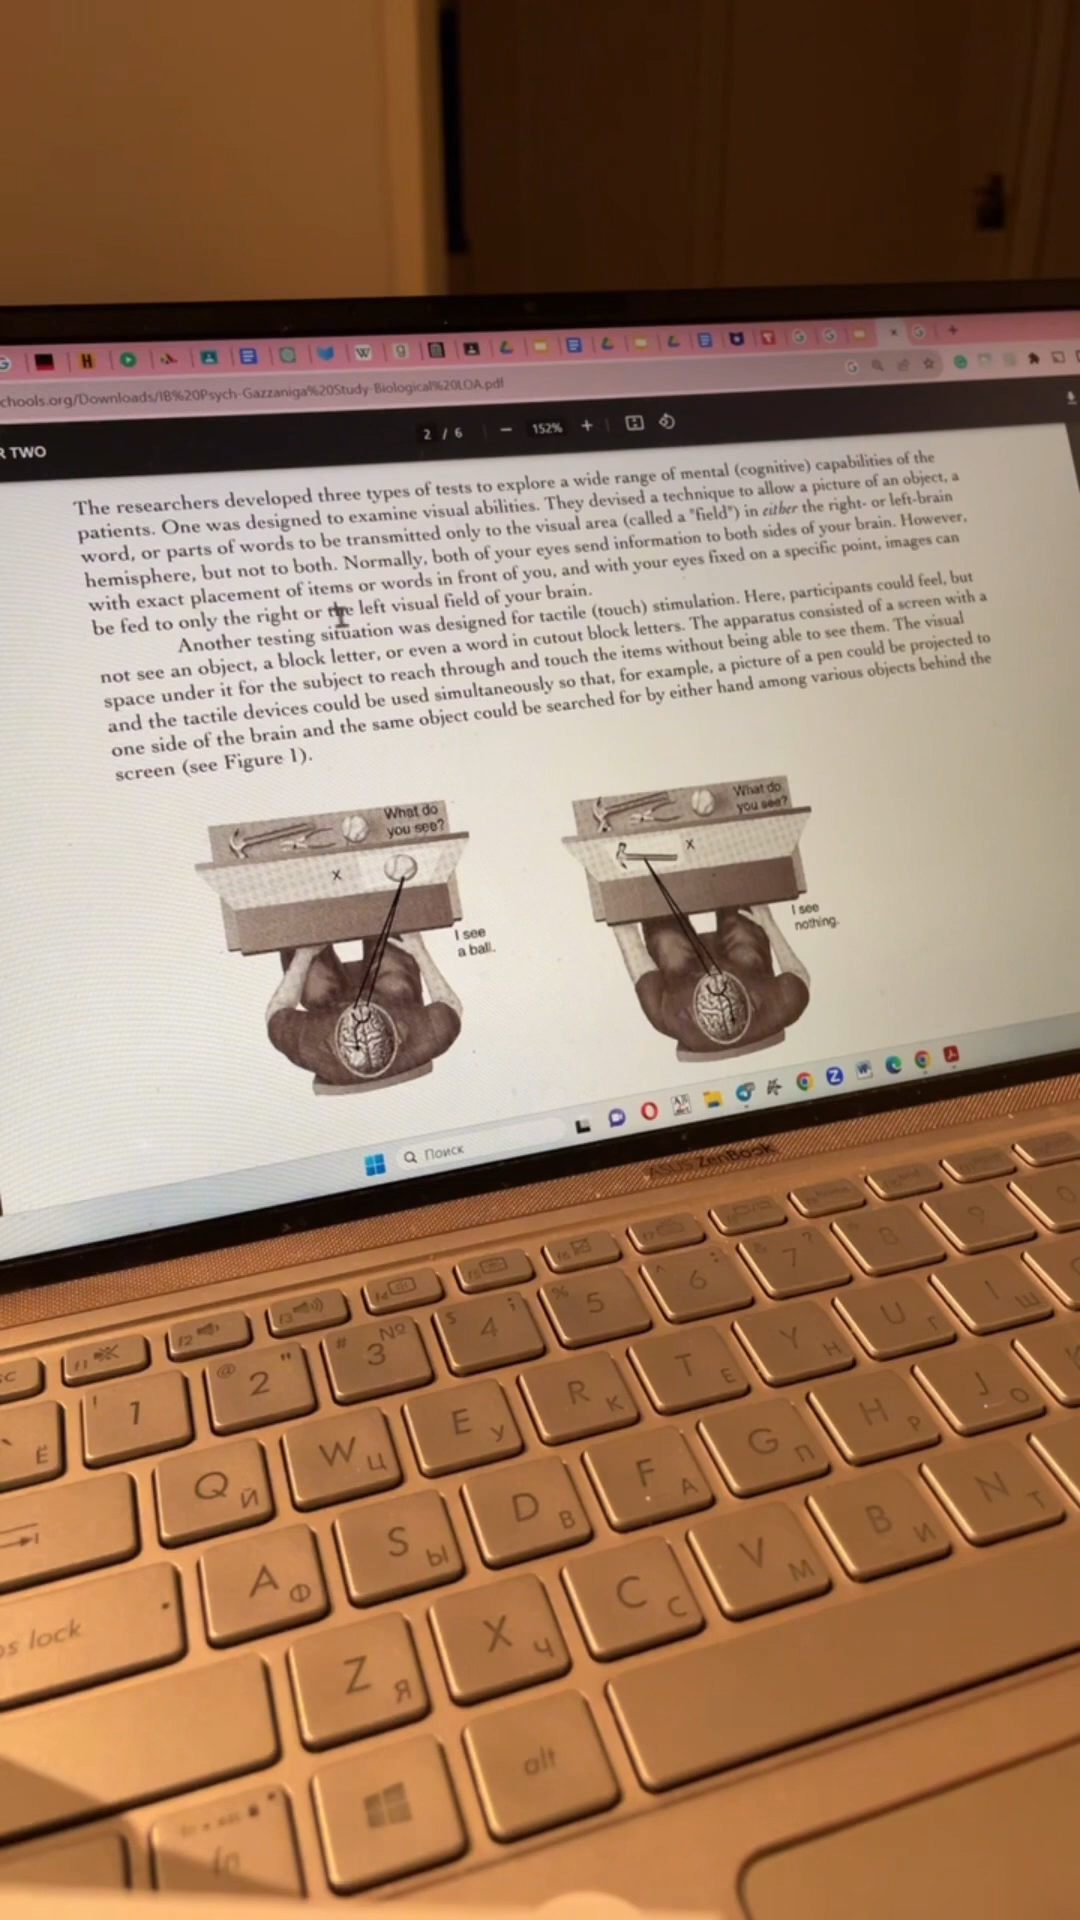 chools.org/Downloads/IB%20Psych-Gazzaniga%20Study-Biological%20LOA.pdf
R TWO
2 / 6
152%
The researchers developed three types of tests to explore a wide range of mental (cognitive) capabilities of the
patients. One was designed to examine visual abilities. They devised a technique to allow a picture of an object, a
word, or parts of words to be transmitted only to the visual area (called a "field") in either the right- or left-brain
hemisphere, but not to both. Normally, both of your eyes send information to both sides of your brain. However,
with exact placement of items or words in front of you, and with your eyes fixed on a specific point, images can
be fed to only the right or the left visual field of your brain.
Another testing situation was designed for tactile (touch) stimulation. Here, participants could feel, but
not see an object, a block letter, or even a word in cutout block letters. The apparatus consisted of a screen with a
space under it for the subject to reach through and touch the items without being able to see them. The visual
and the tactile devices could be used simultaneously so that, for example, a picture of a pen could be projected to
one side of the brain and the same object could be searched for by either hand among various objects behind the
screen (see Figure 1).
What do
you see?
X
I see
a ball.
What do
you see?
X
I see
nothing.
Поиск
ASUS ZenBook
1
@ 2 "
# 3 №
$ 4 ;
% 5
^ 6 :
& 7 ?
8
9
Ё
Q Й
W Ц
E У
R К
T Е
Y Н
U Г
I Ш
A Ф
S Ы
D В
F А
G П
H Р
J О
ps lock
Z Я
X Ч
C С
V М
B И
N Т
fn
alt